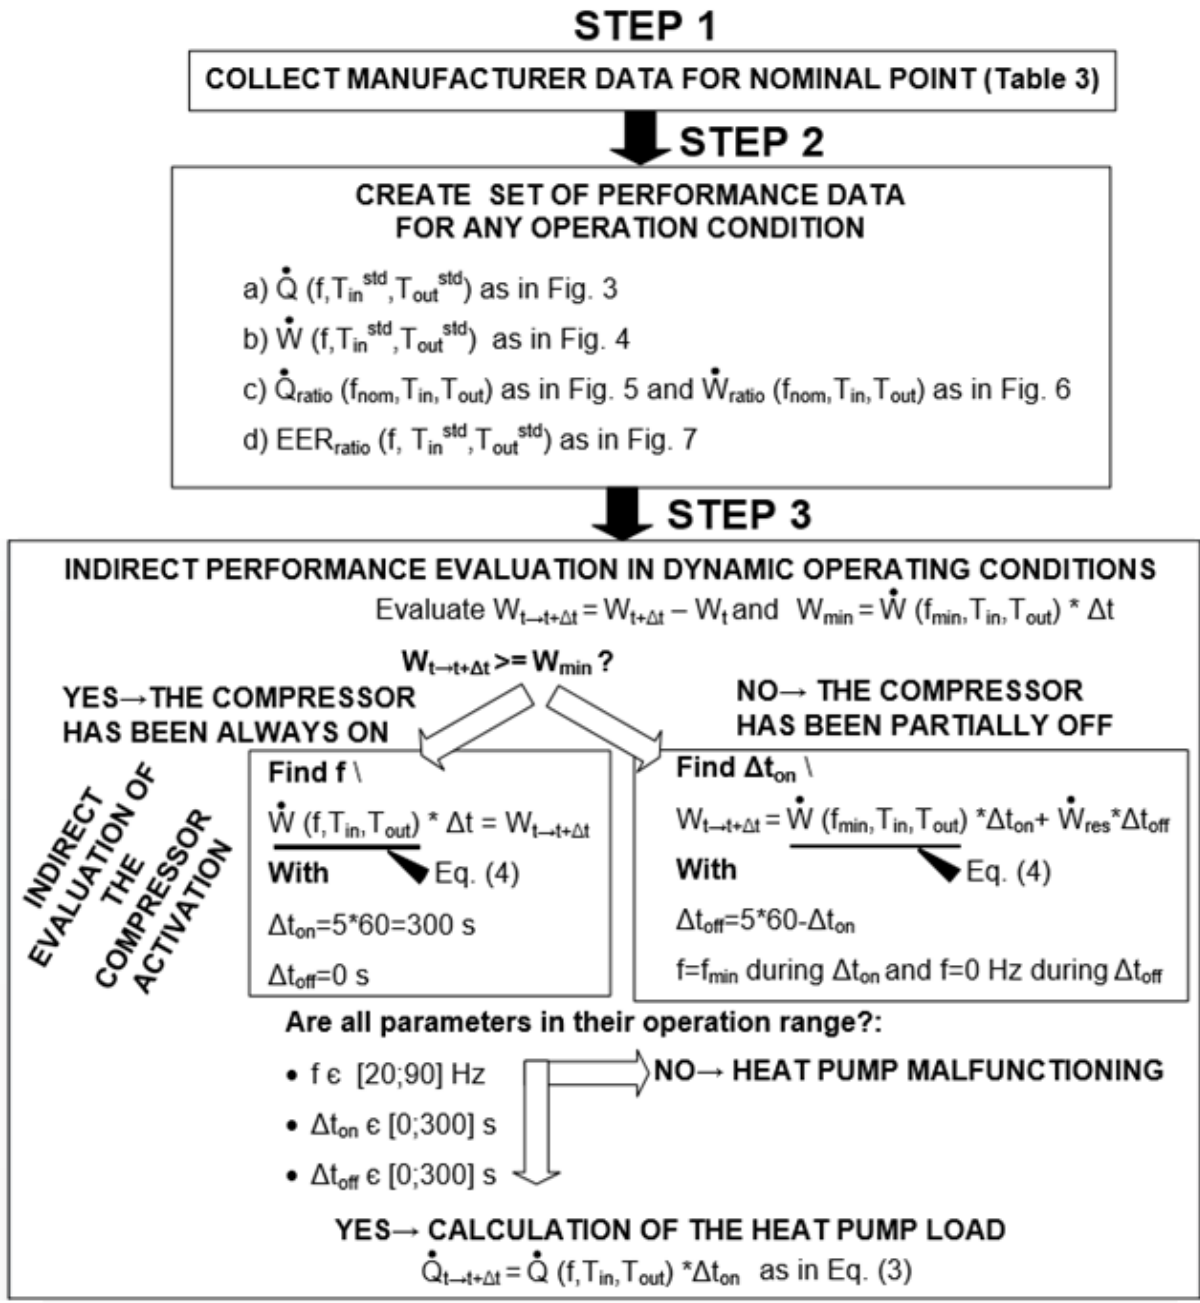 STEP 1
COLLECT MANUFACTURER DATA FOR NOMINAL POINT (Table 3)
STEP 2
CREATE SET OF PERFORMANCE DATA
FOR ANY OPERATION CONDITION
a) Q̇ (f,Tᵢₙˢᵗᵈ,Tₒᵤₜˢᵗᵈ) as in Fig. 3
b) Ẇ (f,Tᵢₙˢᵗᵈ,Tₒᵤₜˢᵗᵈ) as in Fig. 4
c) Q̇ratio (fnom,Tin,Tout) as in Fig. 5 and Ẇratio (fnom,Tin,Tout) as in Fig. 6
d) EERratio (f, Tᵢₙˢᵗᵈ,Tₒᵤₜˢᵗᵈ) as in Fig. 7
STEP 3
INDIRECT PERFORMANCE EVALUATION IN DYNAMIC OPERATING CONDITIONS
Evaluate Wt→t+Δt = Wt+Δt – Wt and Wmin = Ẇ (fmin,Tin,Tout) * Δt
Wt→t+Δt >= Wmin ?
YES→THE COMPRESSOR
HAS BEEN ALWAYS ON
NO→ THE COMPRESSOR
HAS BEEN PARTIALLY OFF
INDIRECT
EVALUATION OF
THE
COMPRESSOR
ACTIVATION
Find f \
Ẇ (f,Tin,Tout) * Δt = Wt→t+Δt
With
Eq. (4)
Δton=5*60=300 s
Δtoff=0 s
Find Δton \
Wt→t+Δt = Ẇ (fmin,Tin,Tout) *Δton+ Ẇres*Δtoff
With
Eq. (4)
Δtoff=5*60-Δton
f=fmin during Δton and f=0 Hz during Δtoff
Are all parameters in their operation range?:
• f є [20;90] Hz
• Δton є [0;300] s
• Δtoff є [0;300] s
NO→ HEAT PUMP MALFUNCTIONING
YES→ CALCULATION OF THE HEAT PUMP LOAD
Q̇t→t+Δt = Q̇ (f,Tin,Tout) *Δton as in Eq. (3)